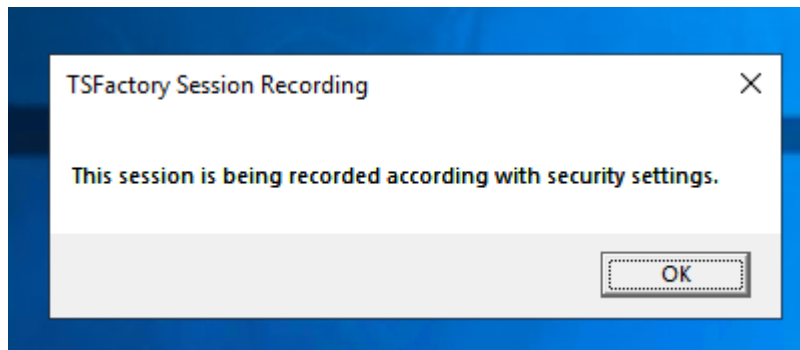 TSFactory Session Recording
This session is being recorded according with security settings.
OK